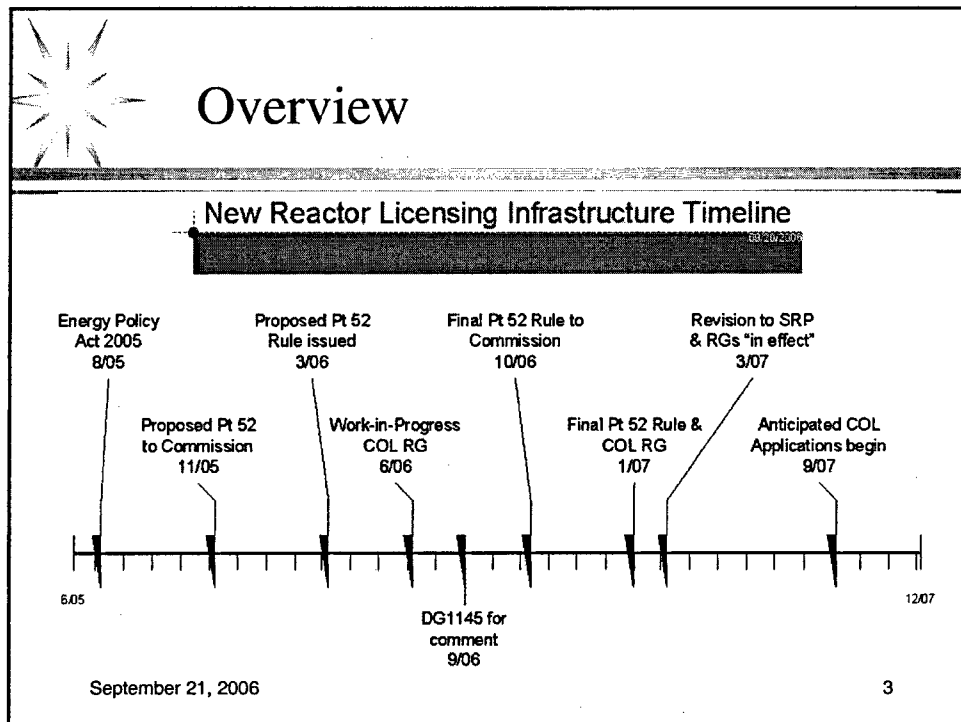 Overview
New Reactor Licensing Infrastructure Timeline
Energy Policy
Act 2005
8/05
Proposed Pt 52
to Commission
11/05
Proposed Pt 52
Rule issued
3/06
Work-in-Progress
COL RG
6/06
DG1145 for
comment
9/06
Final Pt 52 Rule to
Commission
10/06
Final Pt 52 Rule &
COL RG
1/07
Revision to SRP
& RGs "in effect"
3/07
Anticipated COL
Applications begin
9/07
6/05
12/07
September 21, 2006
3